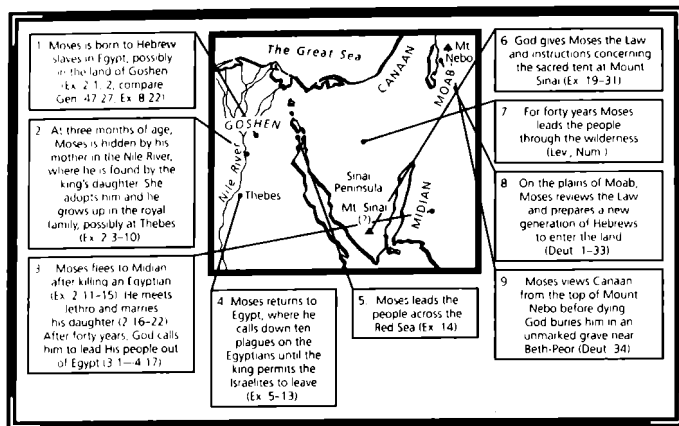 1 Moses is born to Hebrew
slaves in Egypt, possibly
in the land of Goshen
(Ex 2 1, 2, compare
Gen 47 27, Ex 8 22)
2 At three months of age,
Moses is hidden by his
mother in the Nile River,
where he is found by the
king's daughter. She
adopts him and he
grows up in the royal
family, possibly at Thebes
(Ex 2 3–10)
3 Moses flees to Midian
after killing an Egyptian
(Ex 2 11–15) He meets
Jethro and marries
his daughter (2 16–22)
After forty years, God calls
him to lead His people out
of Egypt (3 1—4 17)
4 Moses returns to
Egypt, where he
calls down ten
plagues on the
Egyptians until the
king permits the
Israelites to leave
(Ex 5–13)
5. Moses leads the
people across the
Red Sea (Ex 14)
6 God gives Moses the Law
and instructions concerning
the sacred tent at Mount
Sinai (Ex 19–31)
7 For forty years Moses
leads the people
through the wilderness
(Lev, Num)
8 On the plains of Moab,
Moses reviews the Law
and prepares a new
generation of Hebrews
to enter the land
(Deut 1–33)
9 Moses views Canaan
from the top of Mount
Nebo before dying
God buries him in an
unmarked grave near
Beth-Peor (Deut 34)
The Great Sea
CANAAN
Mt
Nebo
MOAB
GOSHEN
Nile River
Thebes
Sinai
Peninsula
Mt. Sinai
(?)
MIDIAN